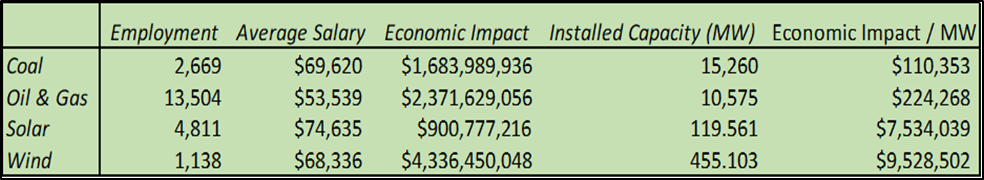 Employment Average Salary Economic Impact Installed Capacity (MW) Economic Impact / MW
Coal 2,669 $69,620 $1,683,989,936 15,260 $110,353
Oil & Gas 13,504 $53,539 $2,371,629,056 10,575 $224,268
Solar 4,811 $74,635 $900,777,216 119.561 $7,534,039
Wind 1,138 $68,336 $4,336,450,048 455.103 $9,528,502